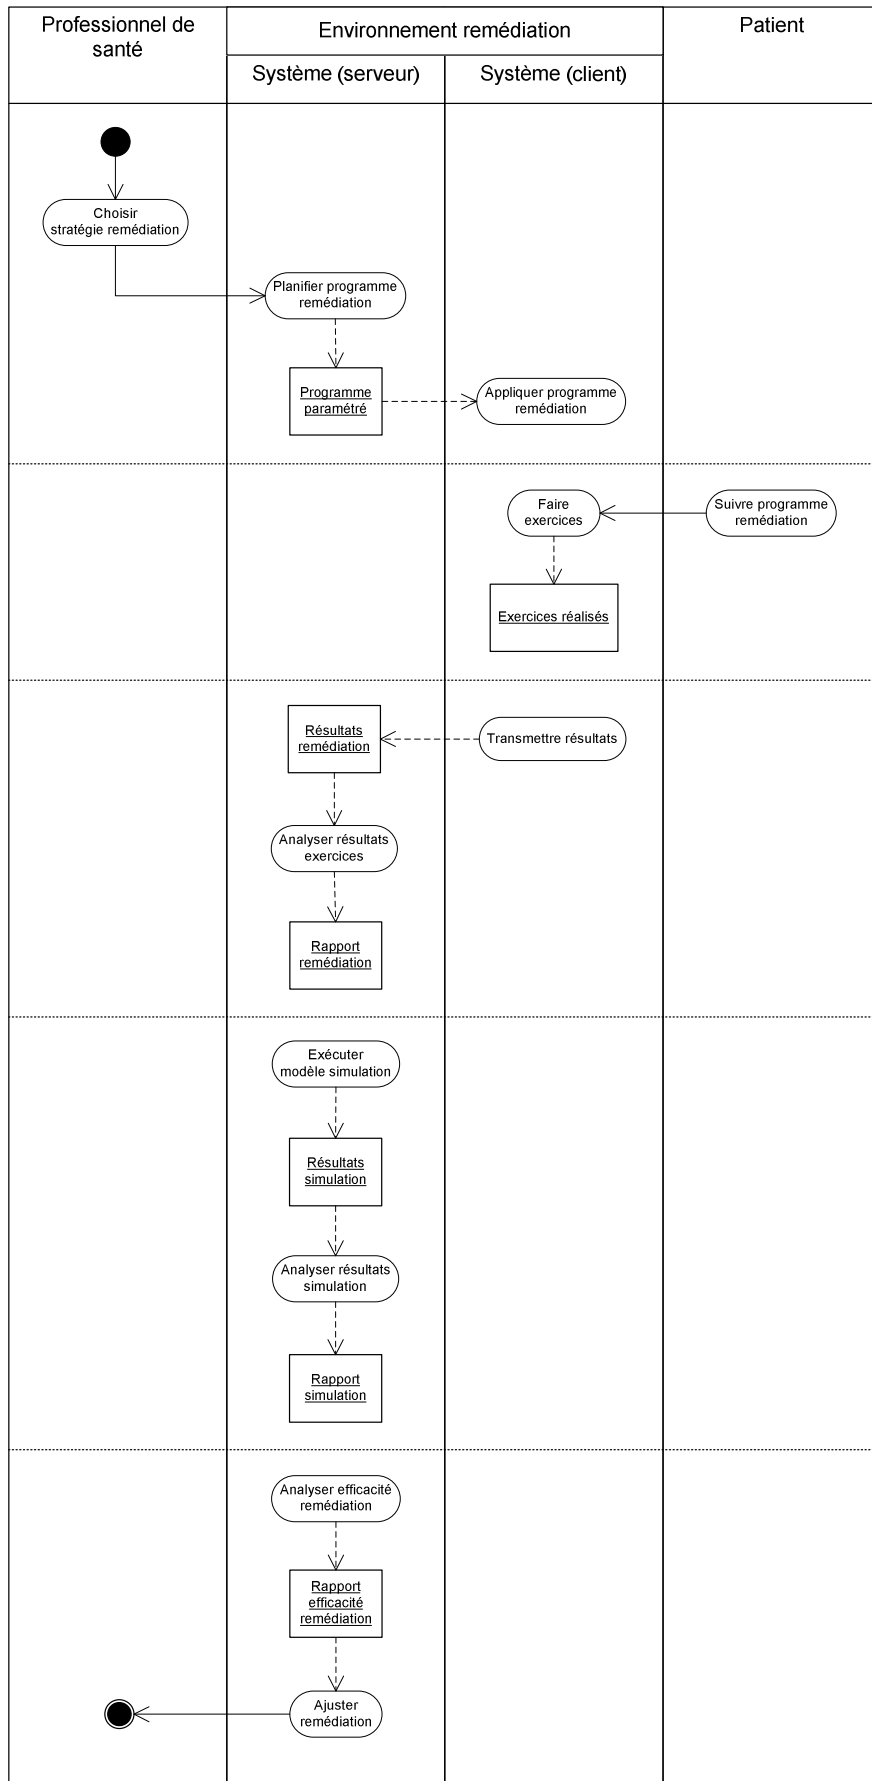 Professionnel de
santé
Environnement remédiation
Patient
Système (serveur)
Système (client)
Choisir
stratégie remédiation
Planifier programme
remédiation
Programme
paramétré
Appliquer programme
remédiation
Faire
exercices
Suivre programme
remédiation
Exercices réalisés
Résultats
remédiation
Transmettre résultats
Analyser résultats
exercices
Rapport
remédiation
Exécuter
modèle simulation
Résultats
simulation
Analyser résultats
simulation
Rapport
simulation
Analyser efficacité
remédiation
Rapport
efficacité
remédiation
Ajuster
remédiation